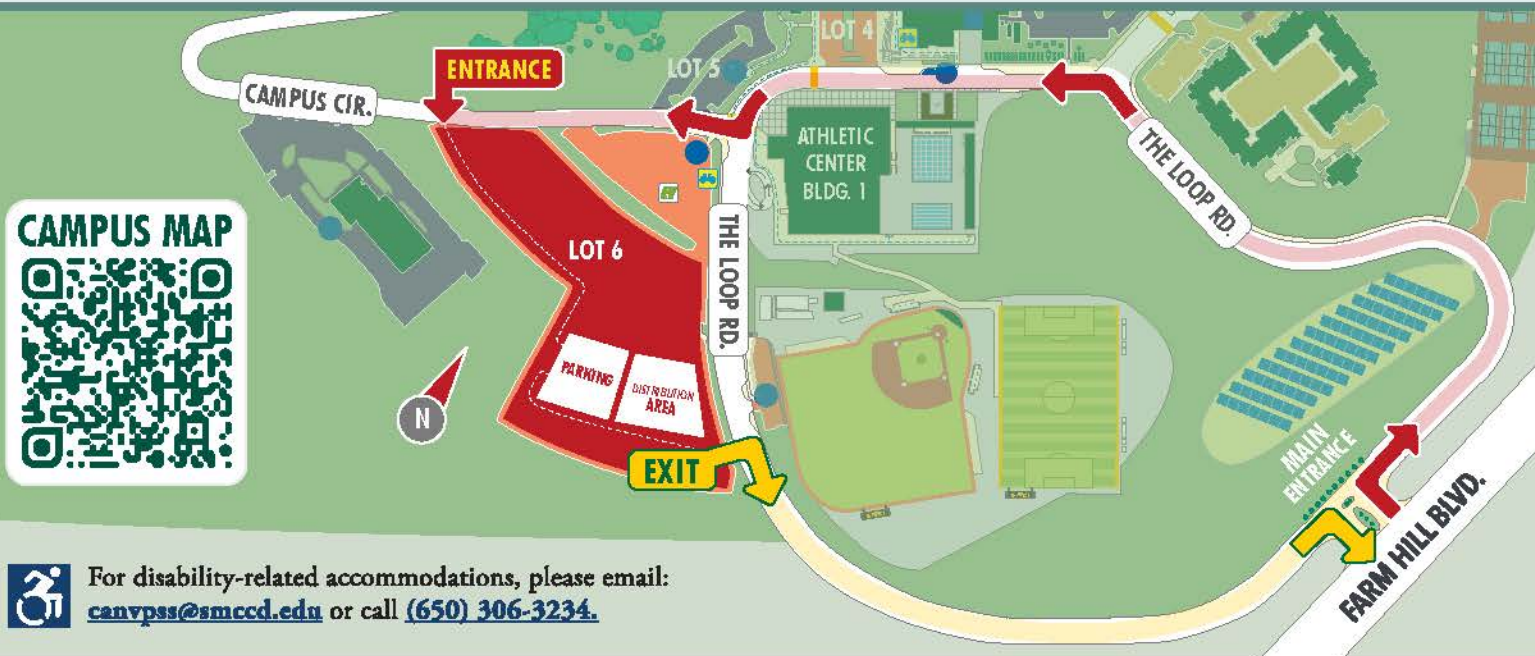 LOT 4
ENTRANCE
LOT 5
CAMPUS CIR.
ATHLETIC
CENTER
BLDG. 1
THE LOOP RD.
CAMPUS MAP
LOT 6
THE LOOP RD.
PARKING
DISTRIBUTION
AREA
N
EXIT
MAIN
ENTRANCE
FARM HILL BLVD.
For disability-related accommodations, please email:
canvpss@smccd.edu or call (650) 306-3234.